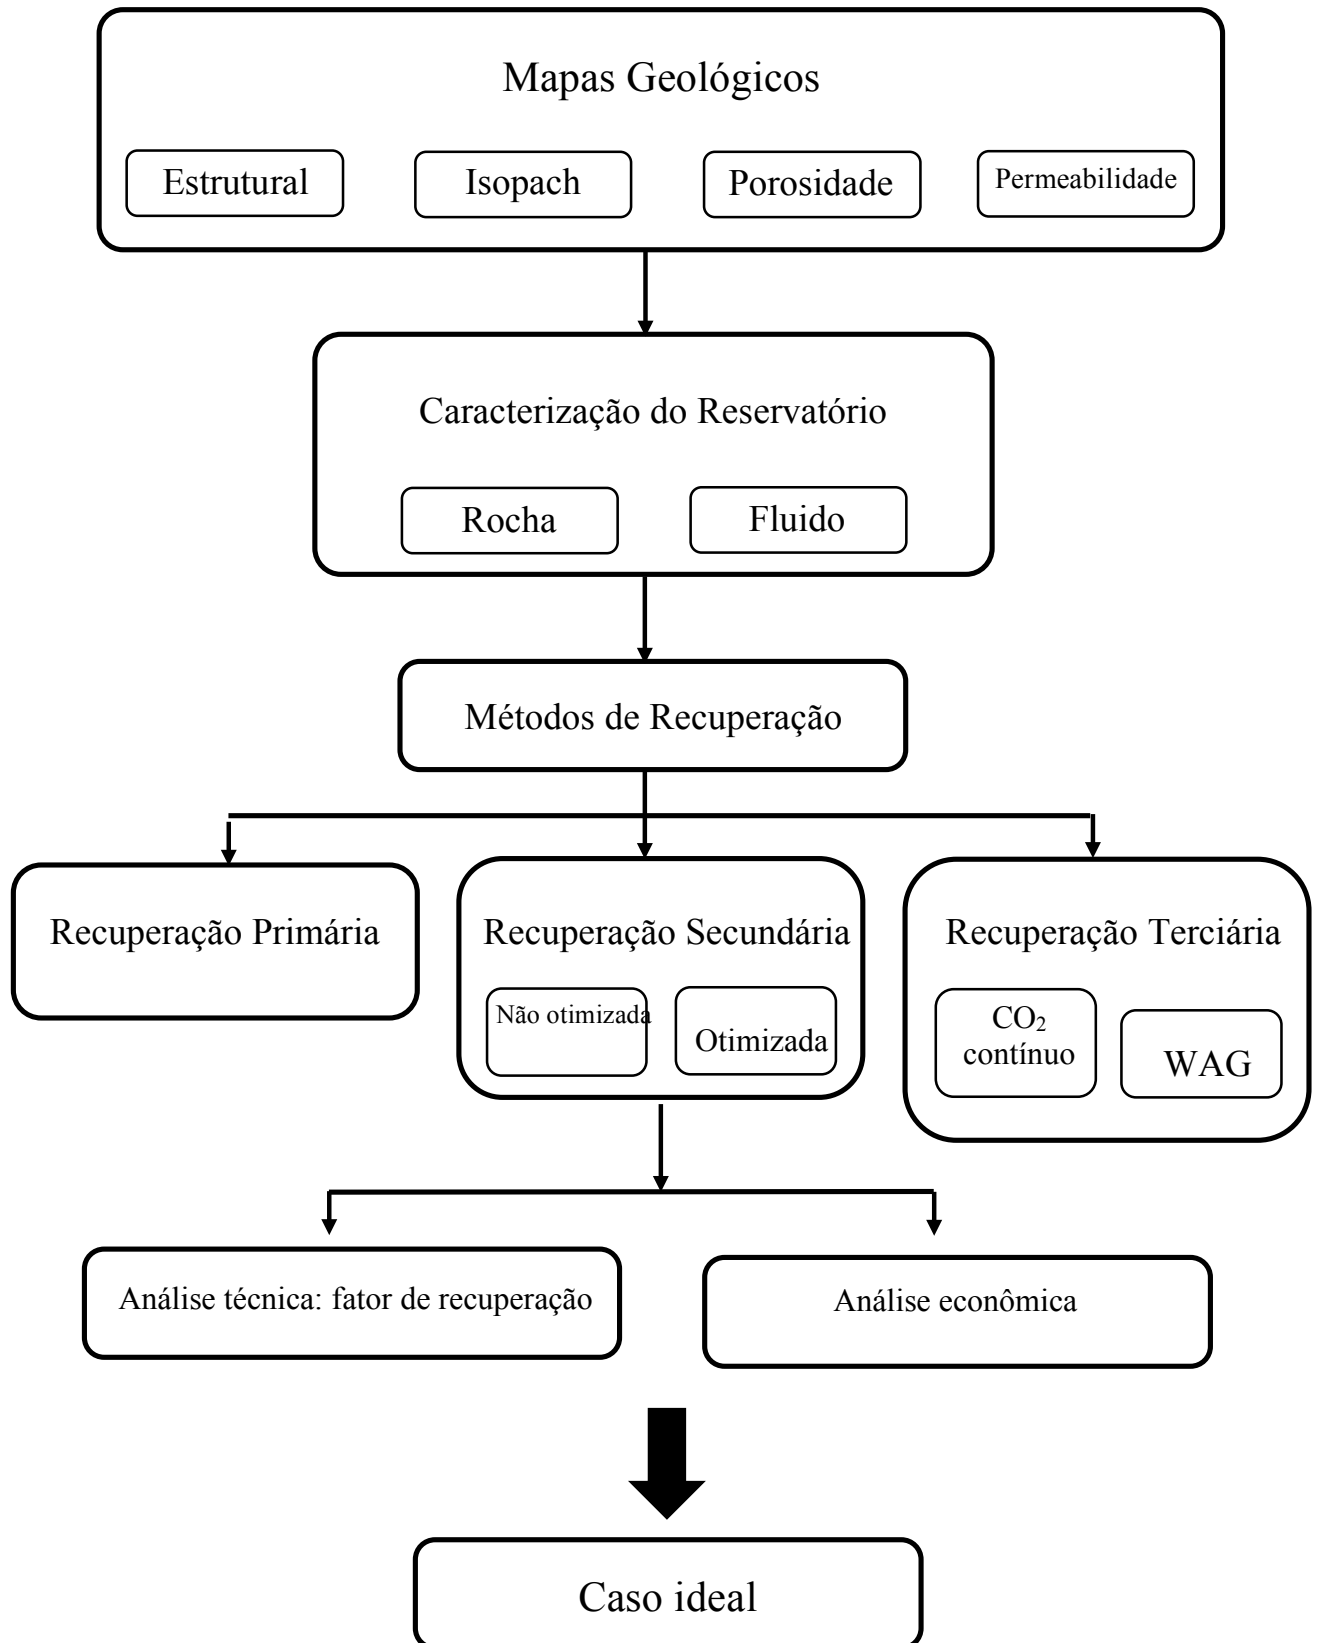 Mapas Geológicos
Estrutural
Isopach
Porosidade
Permeabilidade
Caracterização do Reservatório
Rocha
Fluido
Métodos de Recuperação
Recuperação Primária
Recuperação Secundária
Não otimizada
Otimizada
Recuperação Terciária
CO₂
contínuo
WAG
Análise técnica: fator de recuperação
Análise econômica
Caso ideal